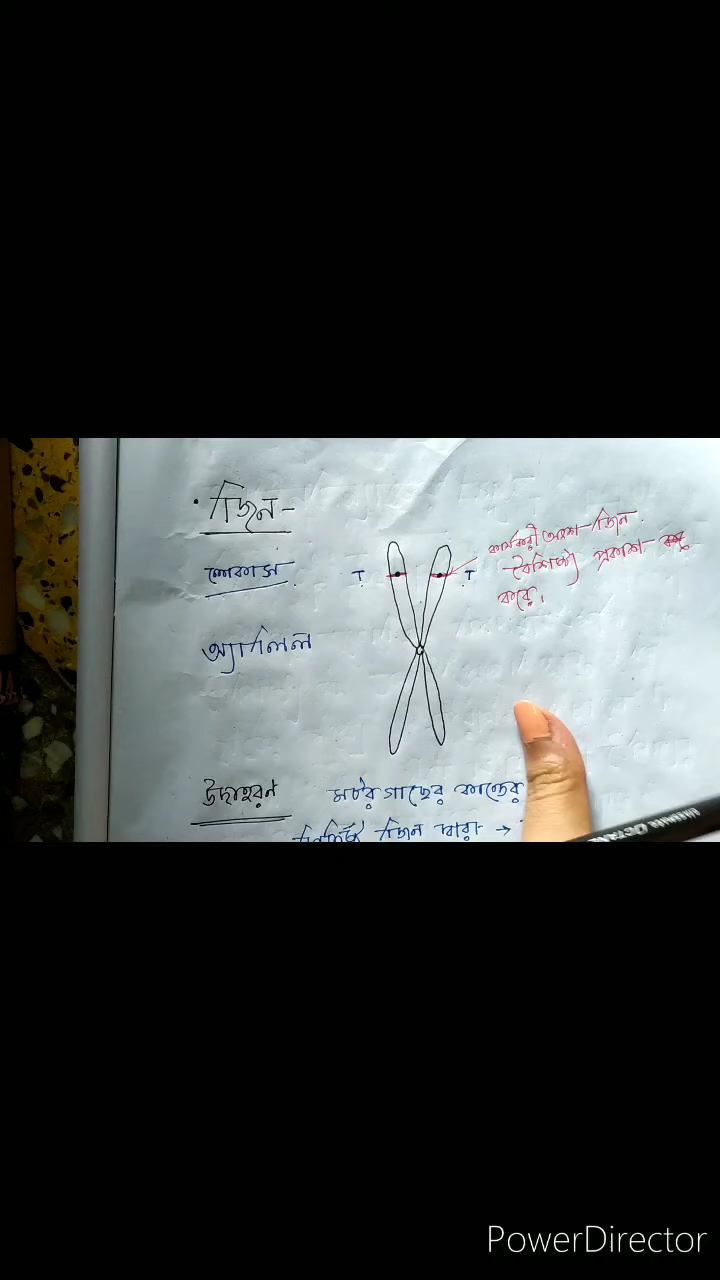 • জিন-
লোকাস
T
T
কার্যকরী অংশ - জিন
বৈশিষ্ট্য প্রকাশ
করে।
অ্যালিল
উদাহরণ
মটর গাছের কান্ডের
নির্দিষ্ট জিন দ্বারা →
PowerDirector